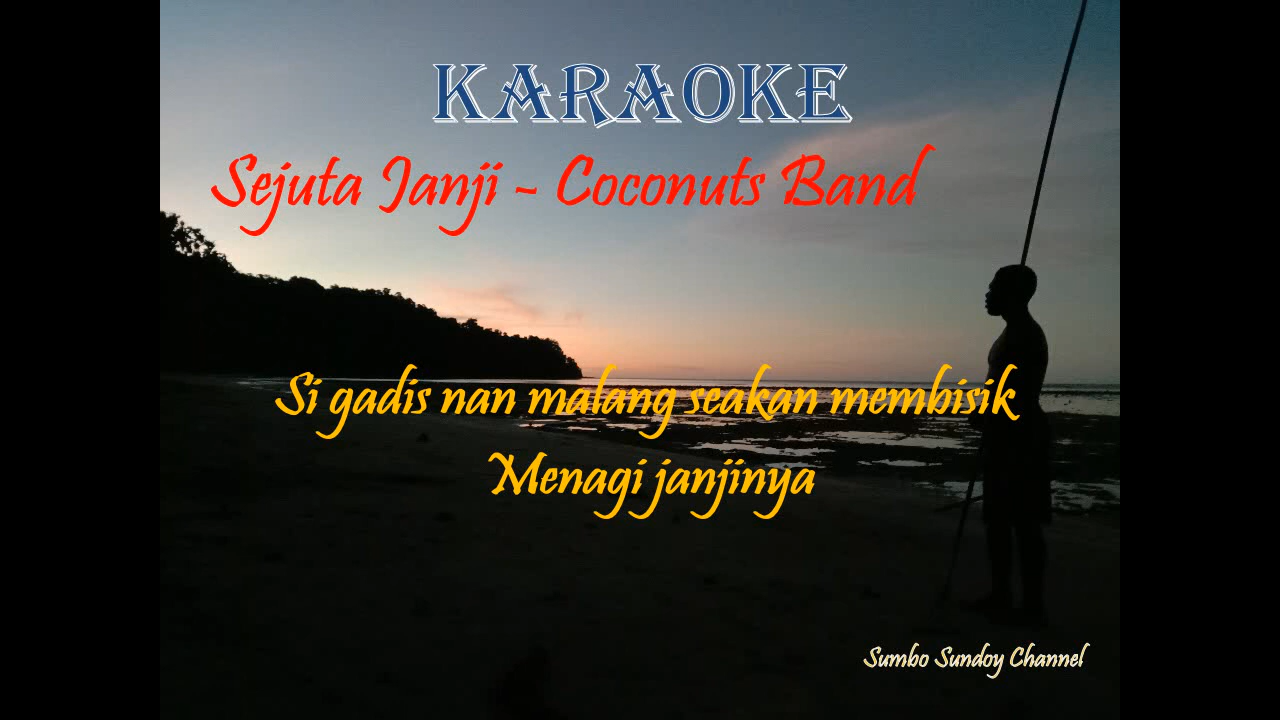 KARAOKE
Sejuta Janji - Coconuts Band
Si gadis nan malang seakan membisik
Menagi janjinya
Sumbo Sundoy Channel